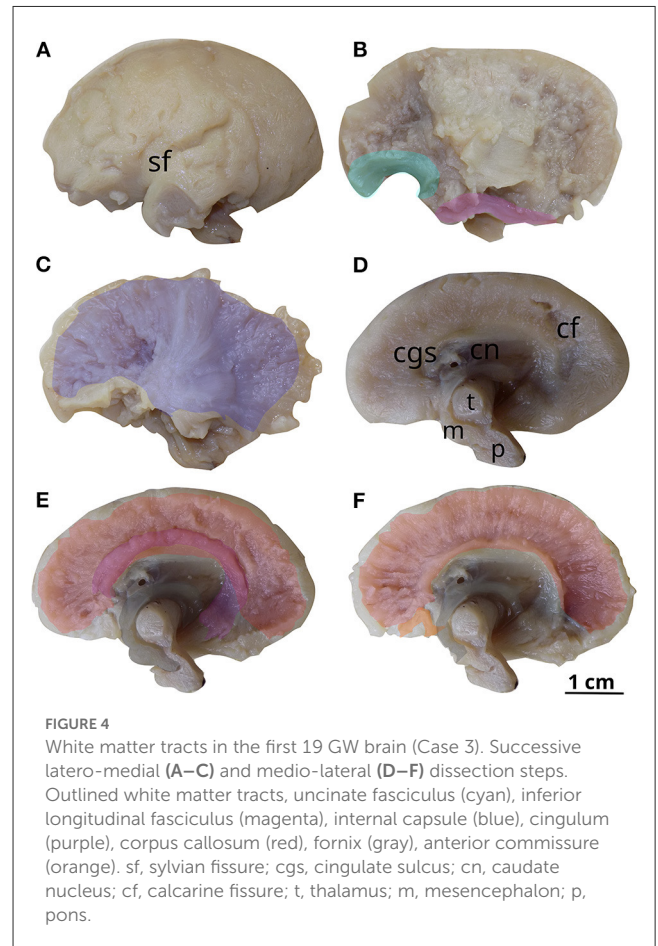 A
B
sf
C
D
cf
cgs
cn
t
m
p
E
F
1 cm
FIGURE 4
White matter tracts in the first 19 GW brain (Case 3). Successive
latero-medial (A–C) and medio-lateral (D–F) dissection steps.
Outlined white matter tracts, uncinate fasciculus (cyan), inferior
longitudinal fasciculus (magenta), internal capsule (blue), cingulum
(purple), corpus callosum (red), fornix (gray), anterior commissure
(orange). sf, sylvian fissure; cgs, cingulate sulcus; cn, caudate
nucleus; cf, calcarine fissure; t, thalamus; m, mesencephalon; p,
pons.